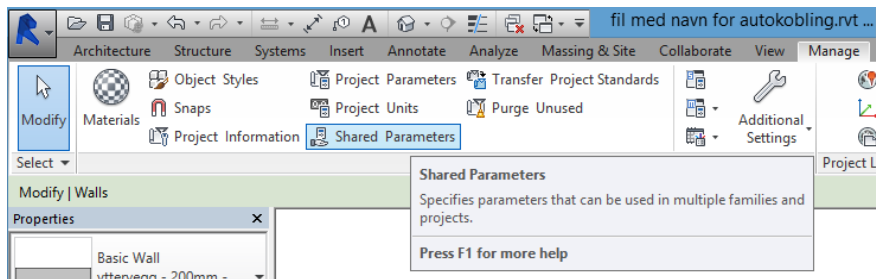 fil med navn for autokobling.rvt ...
Architecture Structure Systems Insert Annotate Analyze Massing & Site Collaborate View Manage
Object Styles Project Parameters Transfer Project Standards
Modify Materials Snaps Project Units Purge Unused Additional Settings
Project Information Shared Parameters
Select Project L
Shared Parameters
Specifies parameters that can be used in multiple families and
projects.
Press F1 for more help
Modify | Walls
Properties
Basic Wall
yttervegg - 200mm -